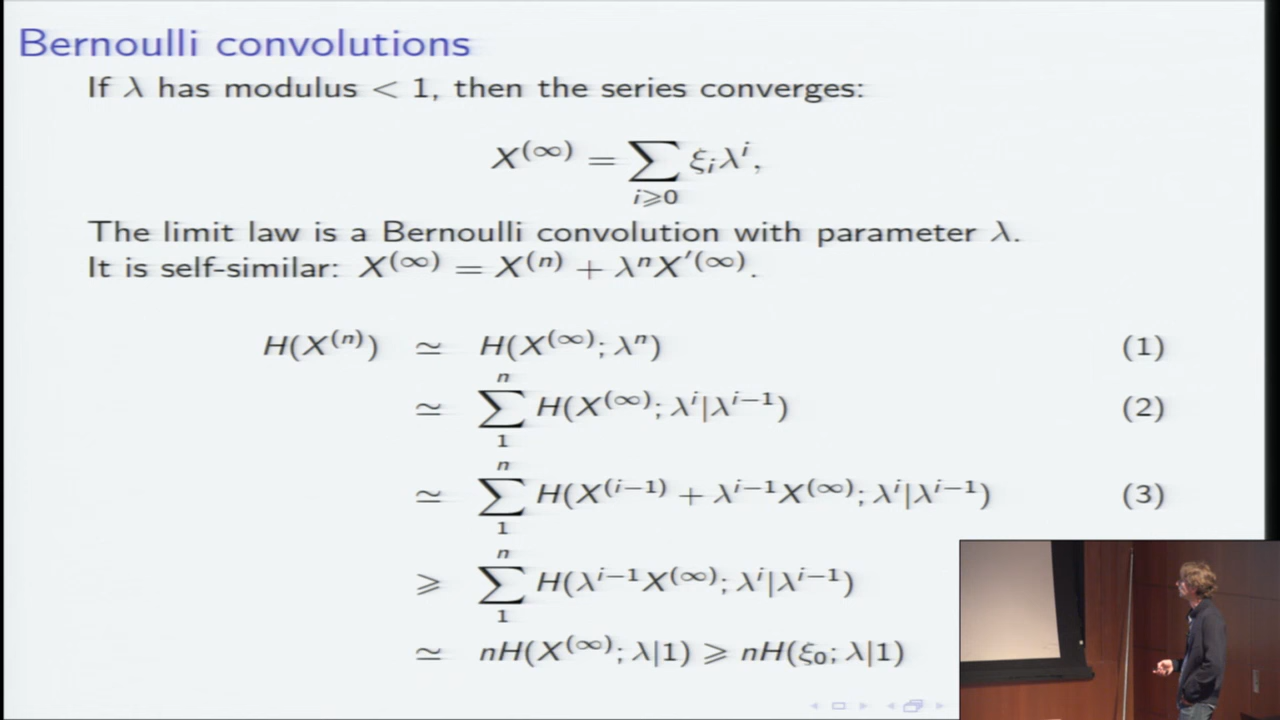 Bernoulli convolutions
If λ has modulus < 1, then the series converges:
X^(∞) = ∑_{i⩾0} ξ_i λ^i,
The limit law is a Bernoulli convolution with parameter λ.
It is self-similar: X^(∞) = X^(n) + λ^n X′^(∞).
H(X^(n)) ≃ H(X^(∞); λ^n) (1)
≃ ∑_1^n H(X^(∞); λ^i|λ^{i−1}) (2)
≃ ∑_1^n H(X^(i−1) + λ^{i−1}X^(∞); λ^i|λ^{i−1}) (3)
⩾ ∑_1^n H(λ^{i−1}X^(∞); λ^i|λ^{i−1})
≃ nH(X^(∞); λ|1) ⩾ nH(ξ_0; λ|1)